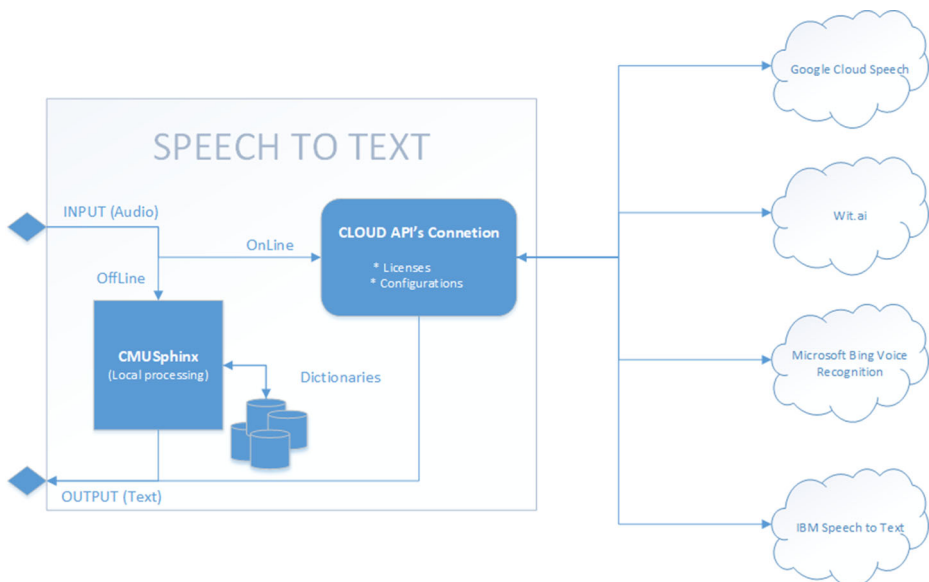 Google Cloud Speech
SPEECH TO TEXT
INPUT (Audio)
OnLine
CLOUD API's Connetion
* Licenses
* Configurations
Wit.ai
OffLine
CMUSphinx
(Local processing)
Dictionaries
Microsoft Bing Voice
Recognition
OUTPUT (Text)
IBM Speech to Text